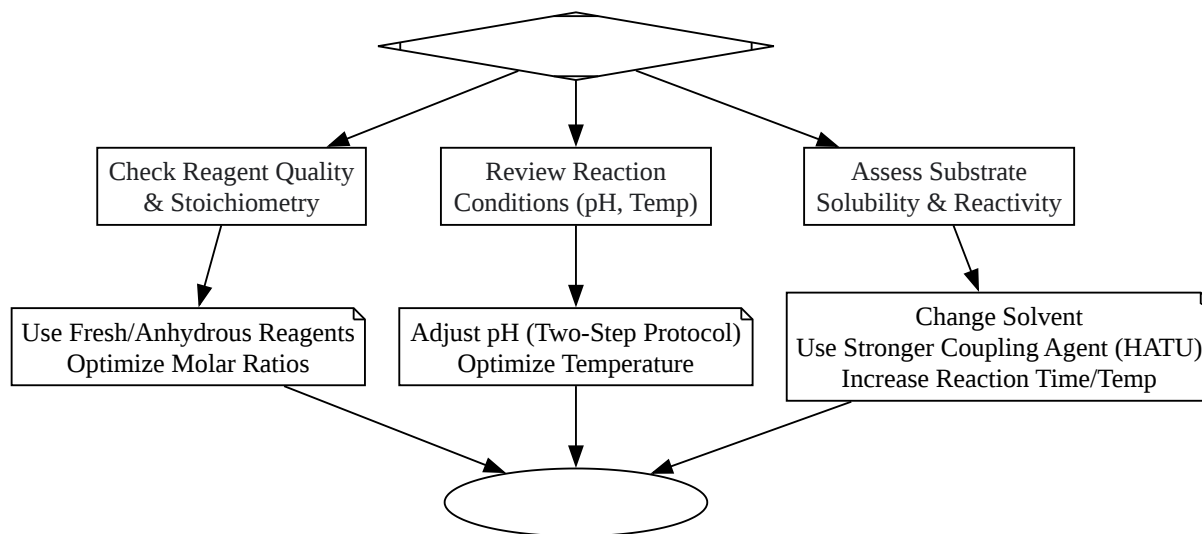 Check Reagent Quality
& Stoichiometry
Review Reaction
Conditions (pH, Temp)
Assess Substrate
Solubility & Reactivity
Use Fresh/Anhydrous Reagents
Optimize Molar Ratios
Adjust pH (Two-Step Protocol)
Optimize Temperature
Change Solvent
Use Stronger Coupling Agent (HATU)
Increase Reaction Time/Temp